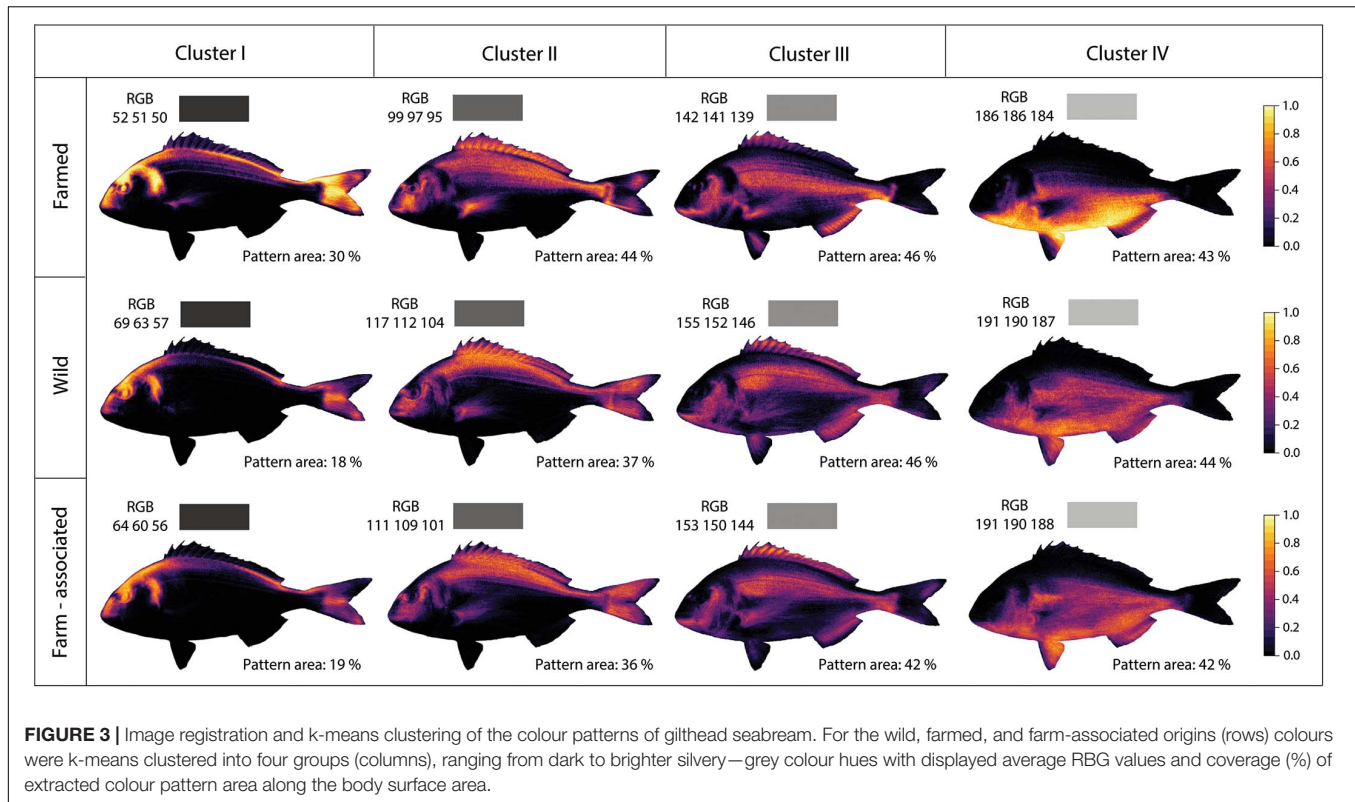 Cluster I
Cluster II
Cluster III
Cluster IV
Farmed
RGB
52 51 50
Pattern area: 30 %
RGB
99 97 95
Pattern area: 44 %
RGB
142 141 139
Pattern area: 46 %
RGB
186 186 184
Pattern area: 43 %
1.0
0.8
0.6
0.4
0.2
0.0
Wild
RGB
69 63 57
Pattern area: 18 %
RGB
117 112 104
Pattern area: 37 %
RGB
155 152 146
Pattern area: 46 %
RGB
191 190 187
Pattern area: 44 %
1.0
0.8
0.6
0.4
0.2
0.0
Farm - associated
RGB
64 60 56
Pattern area: 19 %
RGB
111 109 101
Pattern area: 36 %
RGB
153 150 144
Pattern area: 42 %
RGB
191 190 188
Pattern area: 42 %
1.0
0.8
0.6
0.4
0.2
0.0
FIGURE 3 | Image registration and k-means clustering of the colour patterns of gilthead seabream. For the wild, farmed, and farm-associated origins (rows) colours
were k-means clustered into four groups (columns), ranging from dark to brighter silvery—grey colour hues with displayed average RBG values and coverage (%) of
extracted colour pattern area along the body surface area.